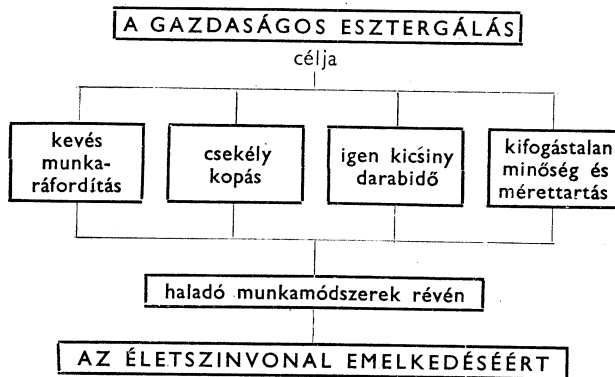 A GAZDASÁGOS ESZTERGÁLÁS
célja
kevés
munka-
ráfordítás
csekély
kopás
igen kicsiny
darabidő
kifogástalan
minőség és
mérettartás
haladó munkamódszerek révén
AZ ÉLETSZINVONAL EMELKEDÉSÉÉRT